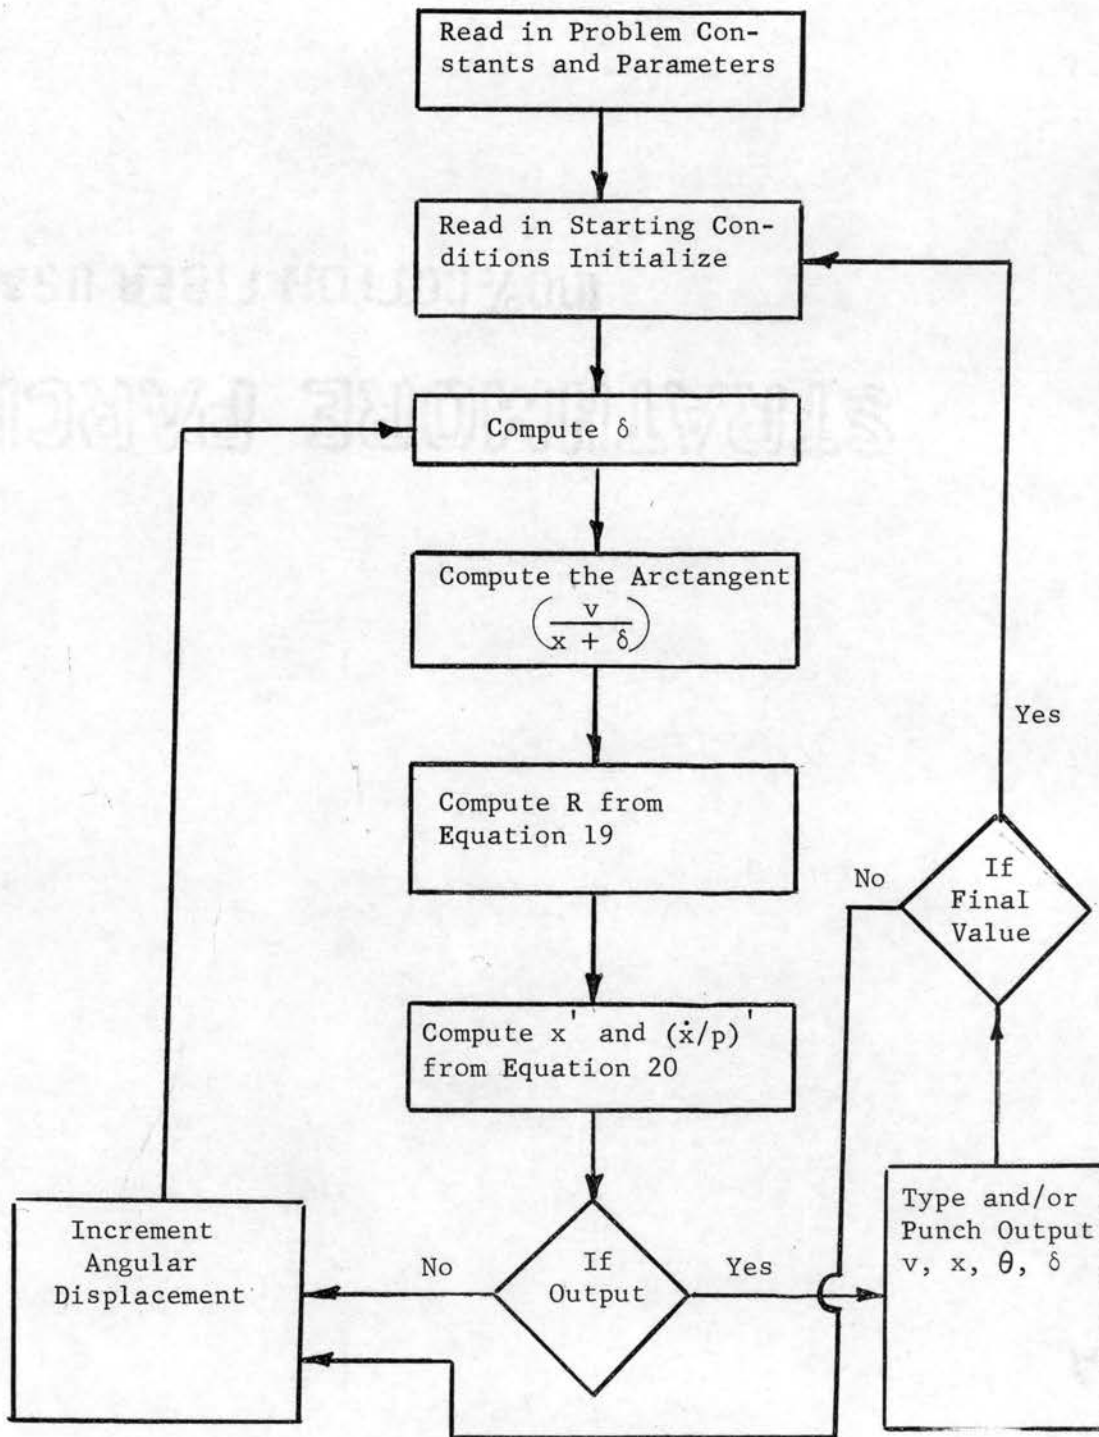 Read in Problem Con-
stants and Parameters
Read in Starting Con-
ditions Initialize
Compute δ
Compute the Arctangent
(v / (x + δ))
Yes
Compute R from
Equation 19
No
If
Final
Value
Compute x' and (ẋ/p)'
from Equation 20
Type and/or
Punch Output
v, x, θ, δ
Increment
Angular
Displacement
No
If
Output
Yes